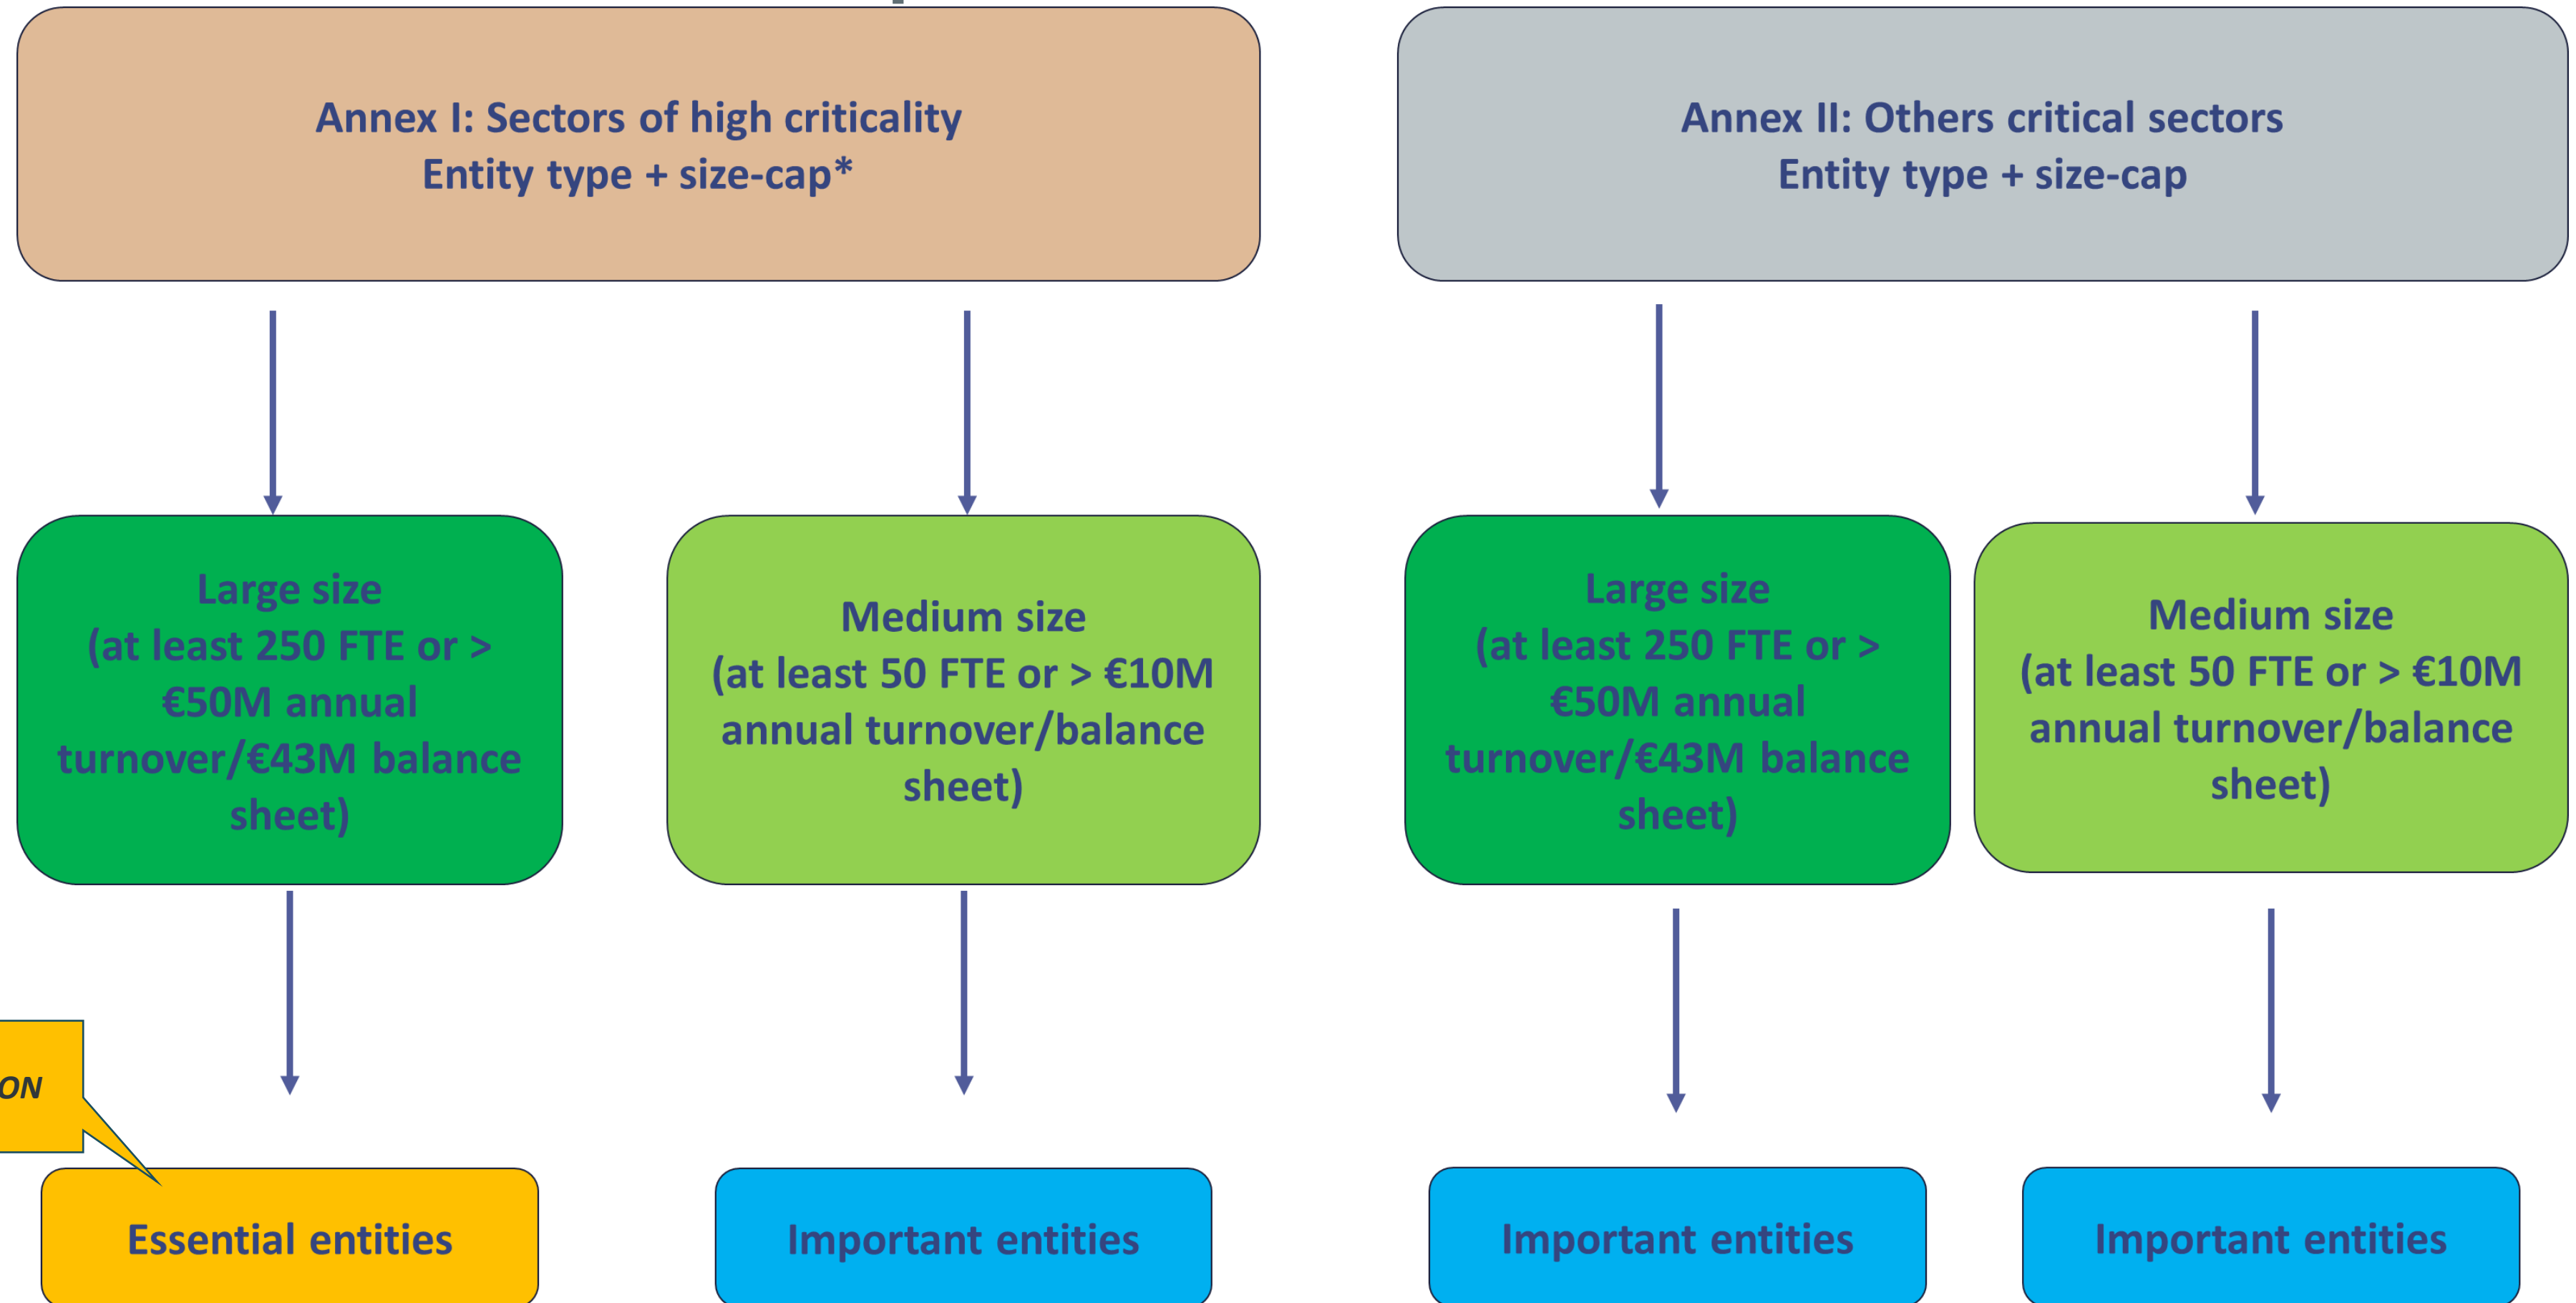 Annex I: Sectors of high criticality
Entity type + size-cap*
Annex II: Others critical sectors
Entity type + size-cap
Large size
(at least 250 FTE or >
€50M annual
turnover/€43M balance
sheet)
Medium size
(at least 50 FTE or > €10M
annual turnover/balance
sheet)
Large size
(at least 250 FTE or >
€50M annual
turnover/€43M balance
sheet)
Medium size
(at least 50 FTE or > €10M
annual turnover/balance
sheet)
Essential entities
Important entities
Important entities
Important entities